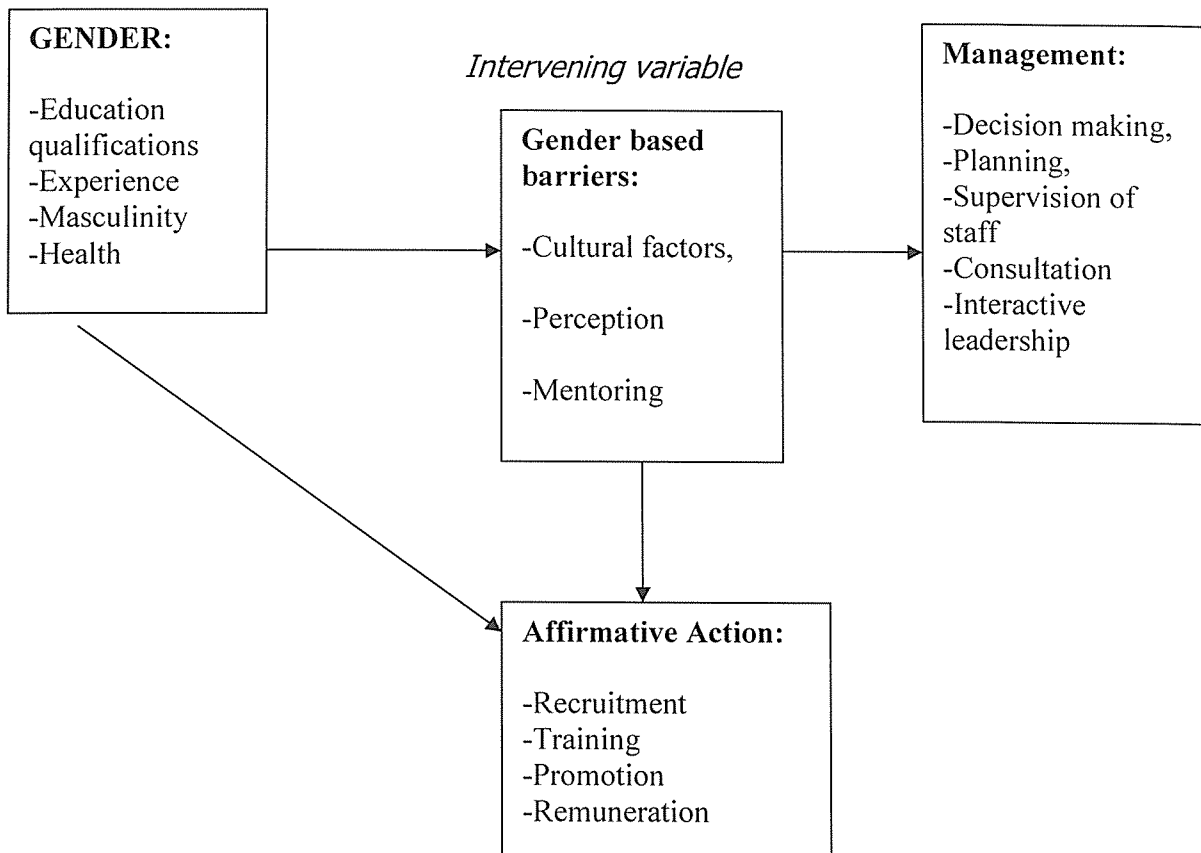 GENDER:
-Education
qualifications
-Experience
-Masculinity
-Health
Intervening variable
Gender based
barriers:
-Cultural factors,
-Perception
-Mentoring
Management:
-Decision making,
-Planning,
-Supervision of
staff
-Consultation
-Interactive
leadership
Affirmative Action:
-Recruitment
-Training
-Promotion
-Remuneration